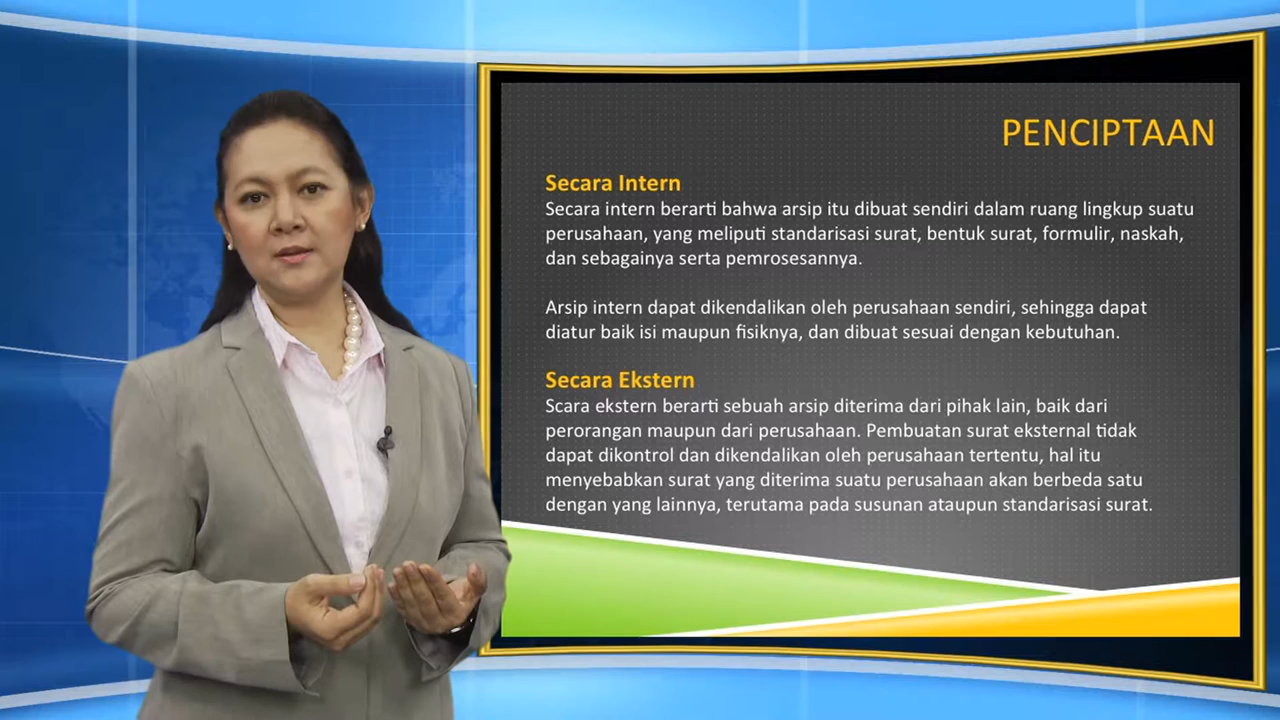 PENCIPTAAN
Secara Intern
Secara intern berarti bahwa arsip itu dibuat sendiri dalam ruang lingkup suatu
perusahaan, yang meliputi standarisasi surat, bentuk surat, formulir, naskah,
dan sebagainya serta pemrosesannya.
Arsip intern dapat dikendalikan oleh perusahaan sendiri, sehingga dapat
diatur baik isi maupun fisiknya, dan dibuat sesuai dengan kebutuhan.
Secara Ekstern
Scara ekstern berarti sebuah arsip diterima dari pihak lain, baik dari
perorangan maupun dari perusahaan. Pembuatan surat eksternal tidak
dapat dikontrol dan dikendalikan oleh perusahaan tertentu, hal itu
menyebabkan surat yang diterima suatu perusahaan akan berbeda satu
dengan yang lainnya, terutama pada susunan ataupun standarisasi surat.